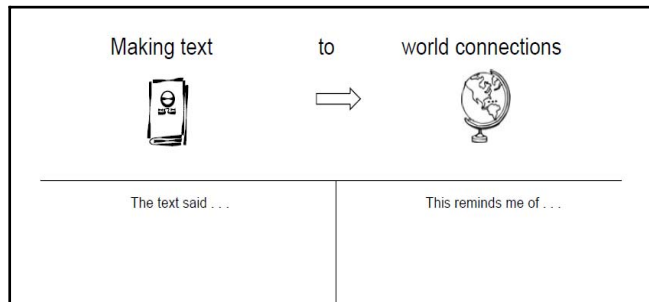 Making text to world connections
The text said . . .
This reminds me of . . .